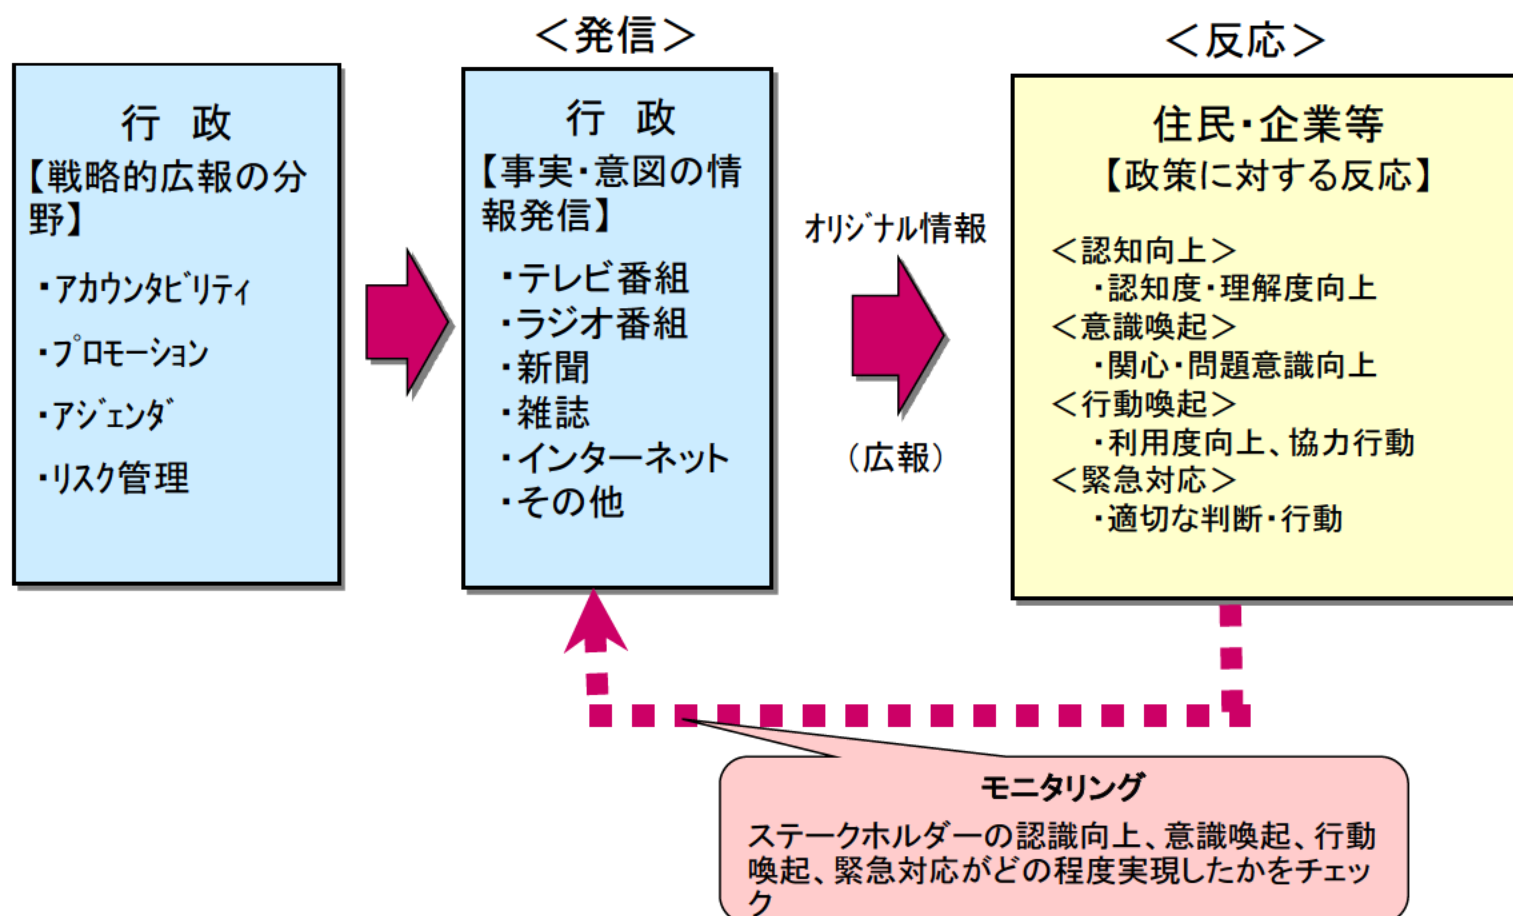 行 政
【戦略的広報の分
野】
・アカウンタビリティ
・プロモーション
・アジェンダ
・リスク管理
＜発信＞
行 政
【事実・意図の情
報発信】
・テレビ番組
・ラジオ番組
・新聞
・雑誌
・インターネット
・その他
オリジナル情報
（広報）
＜反応＞
住民・企業等
【政策に対する反応】
＜認知向上＞
・認知度・理解度向上
＜意識喚起＞
・関心・問題意識向上
＜行動喚起＞
・利用度向上、協力行動
＜緊急対応＞
・適切な判断・行動
モニタリング
ステークホルダーの認識向上、意識喚起、行動
喚起、緊急対応がどの程度実現したかをチェッ
ク